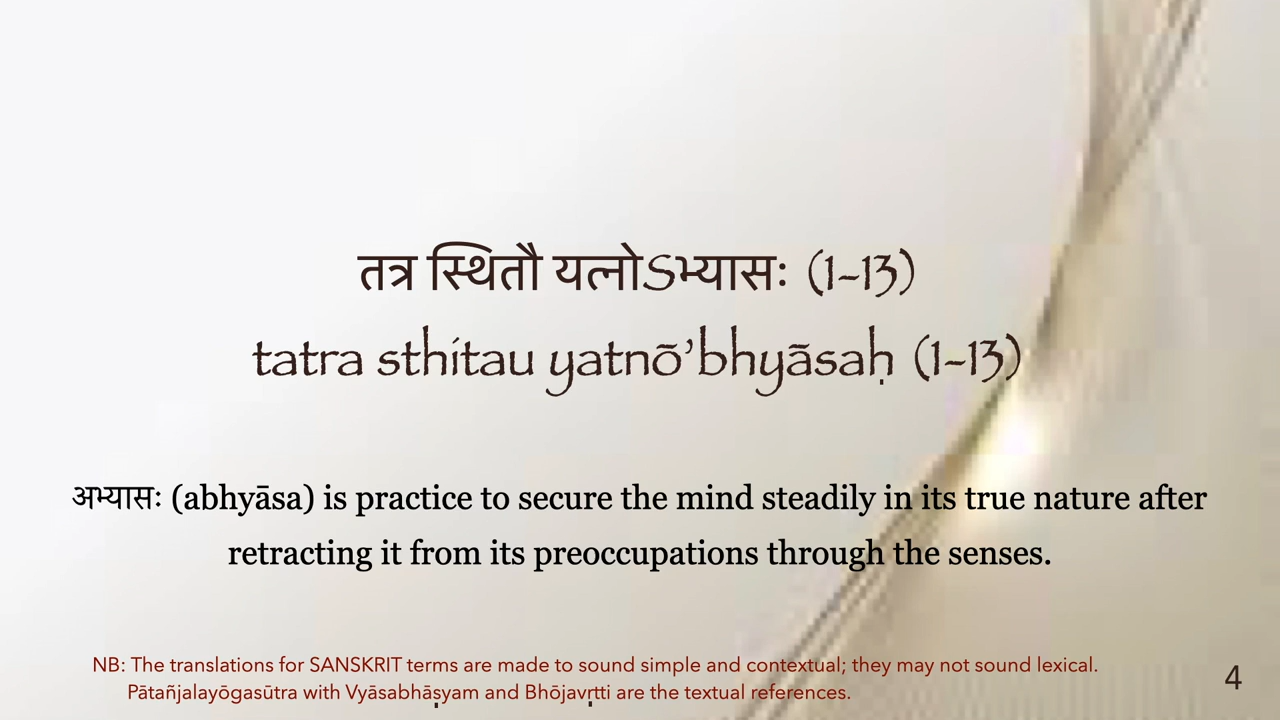 तत्र स्थितौ यत्नोऽभ्यासः (1-13)
tatra sthitau yatnō’bhyāsaḥ (1-13)
अभ्यासः (abhyāsa) is practice to secure the mind steadily in its true nature after
retracting it from its preoccupations through the senses.
NB: The translations for SANSKRIT terms are made to sound simple and contextual; they may not sound lexical.
Pātañjalayōgasūtra with Vyāsabhāṣyam and Bhōjavṛtti are the textual references.
4